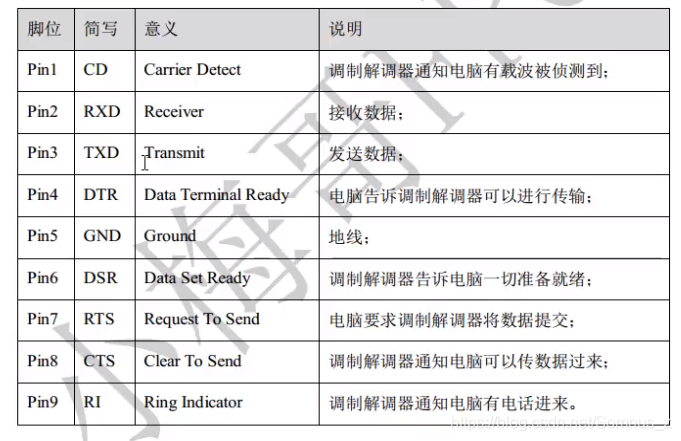 脚位 简写 意义 说明
Pin1 CD Carrier Detect 调制解调器通知电脑有载波被侦测到;
Pin2 RXD Receiver 接收数据;
Pin3 TXD Transmit 发送数据;
Pin4 DTR Data Terminal Ready 电脑告诉调制解调器可以进行传输;
Pin5 GND Ground 地线;
Pin6 DSR Data Set Ready 调制解调器告诉电脑一切准备就绪;
Pin7 RTS Request To Send 电脑要求调制解调器将数据提交;
Pin8 CTS Clear To Send 调制解调器通知电脑可以传数据过来;
Pin9 RI Ring Indicator 调制解调器通知电脑有电话进来。
小梅哥